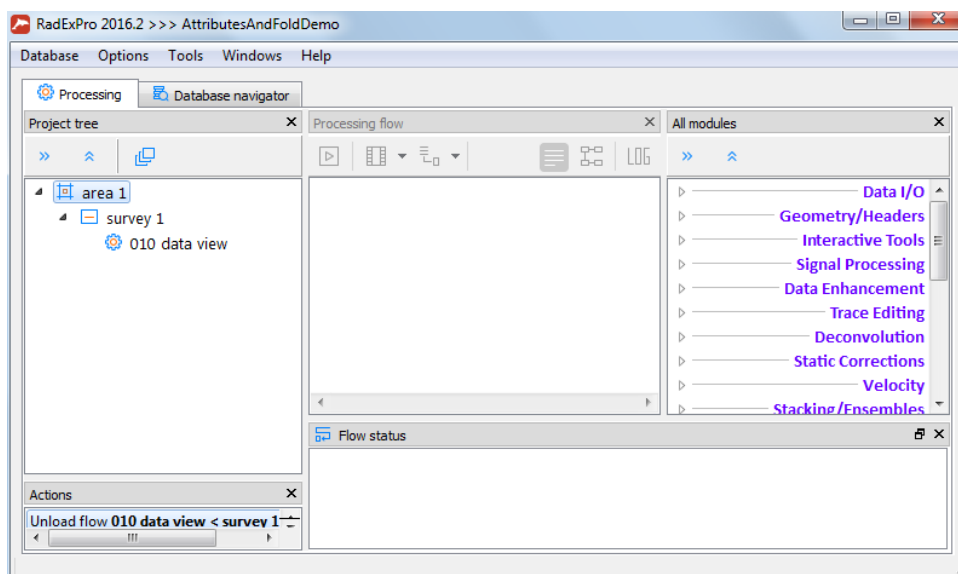 RadExPro 2016.2 >>> AttributesAndFoldDemo
Database Options Tools Windows Help
Processing Database navigator
Project tree
area 1
survey 1
010 data view
Actions
Unload flow 010 data view < survey 1
Processing flow
LOG
Flow status
All modules
Data I/O
Geometry/Headers
Interactive Tools
Signal Processing
Data Enhancement
Trace Editing
Deconvolution
Static Corrections
Velocity
Stacking/Ensembles